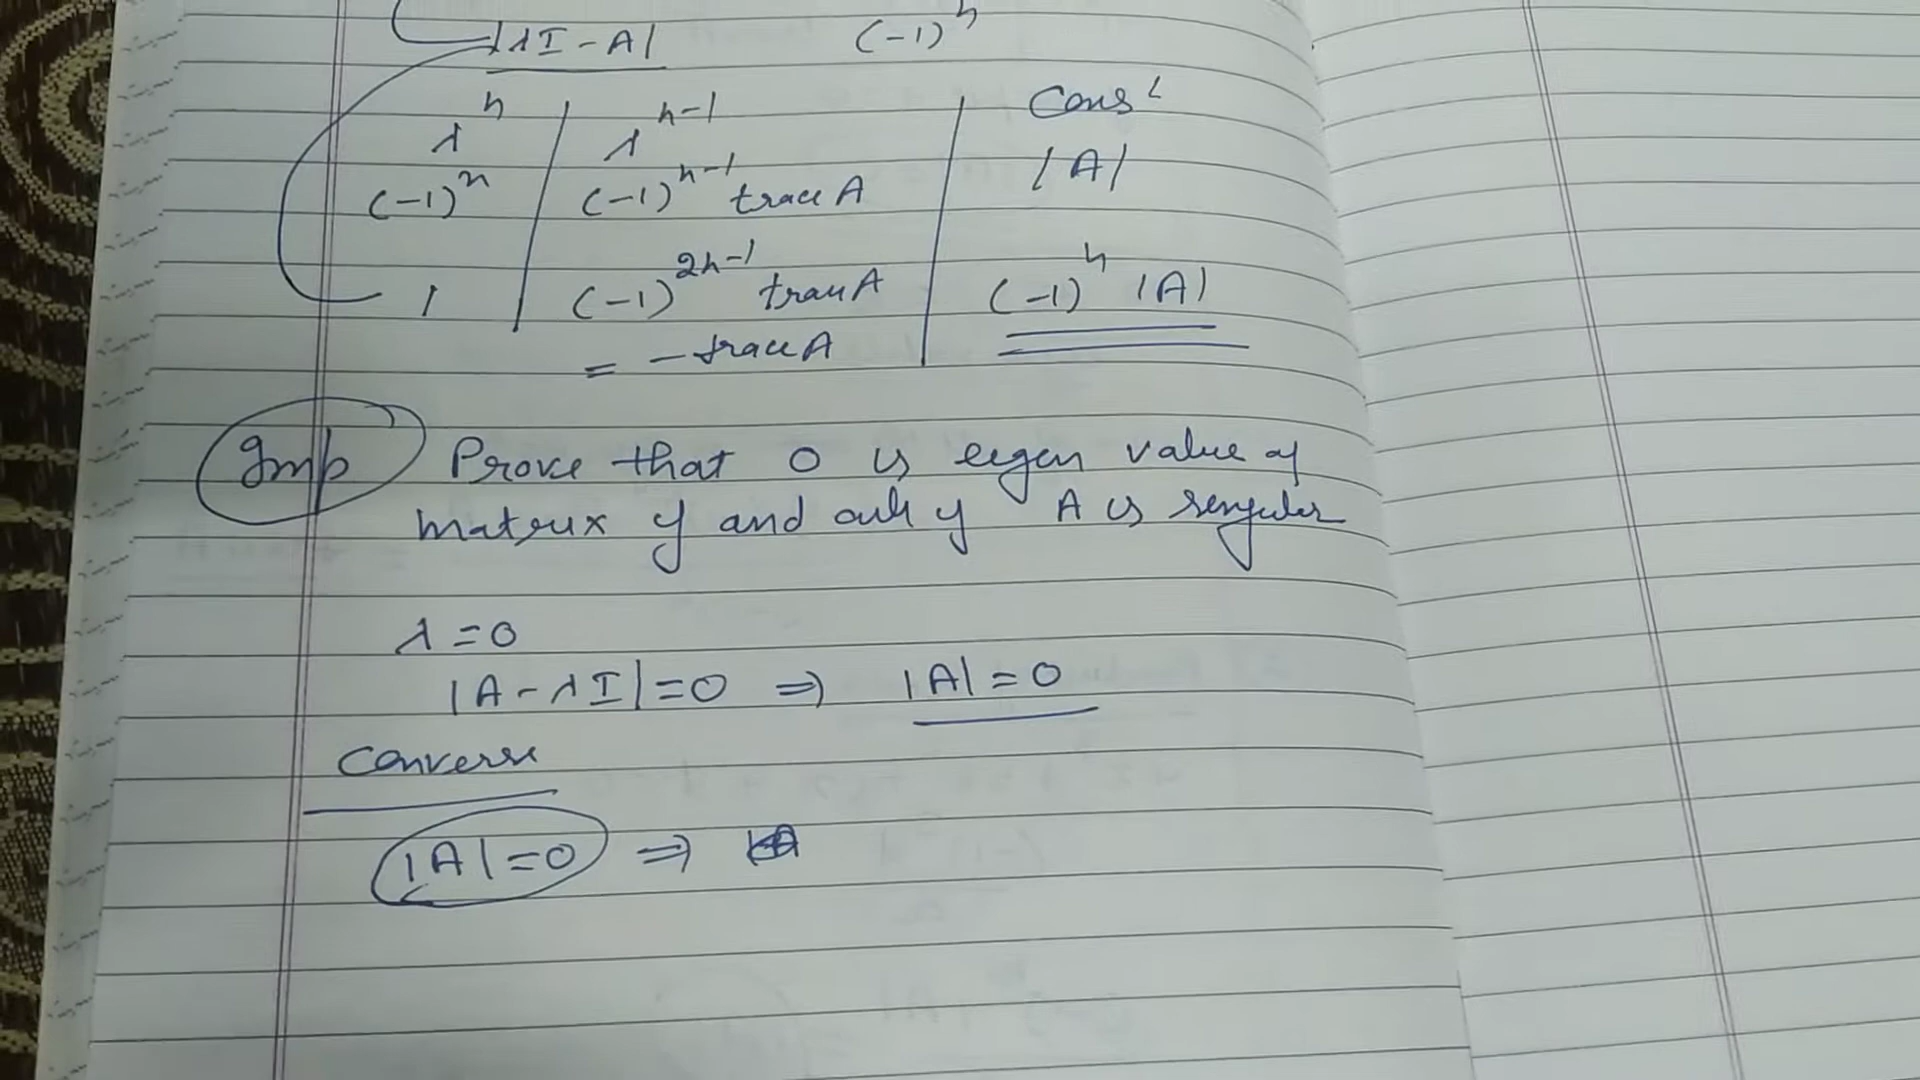 |λI - A| (-1)^n
λ^n λ^{n-1} Const
(-1)^n (-1)^{n-1} trace A |A|
1 (-1)^{2n-1} trace A (-1)^n |A|
= - trace A
Imp Prove that 0 is eigen value of
matrix if and only if A is singular
λ = 0
|A - λI| = 0 ⇒ |A| = 0
Converse
|A| = 0 ⇒